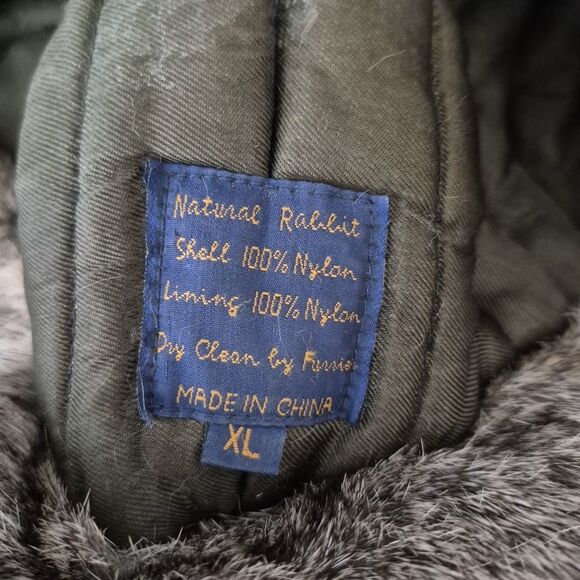 Natural Rabbit
Shell 100% Nylon
Lining 100% Nylon
Dry Clean by Furrier
MADE IN CHINA
XL